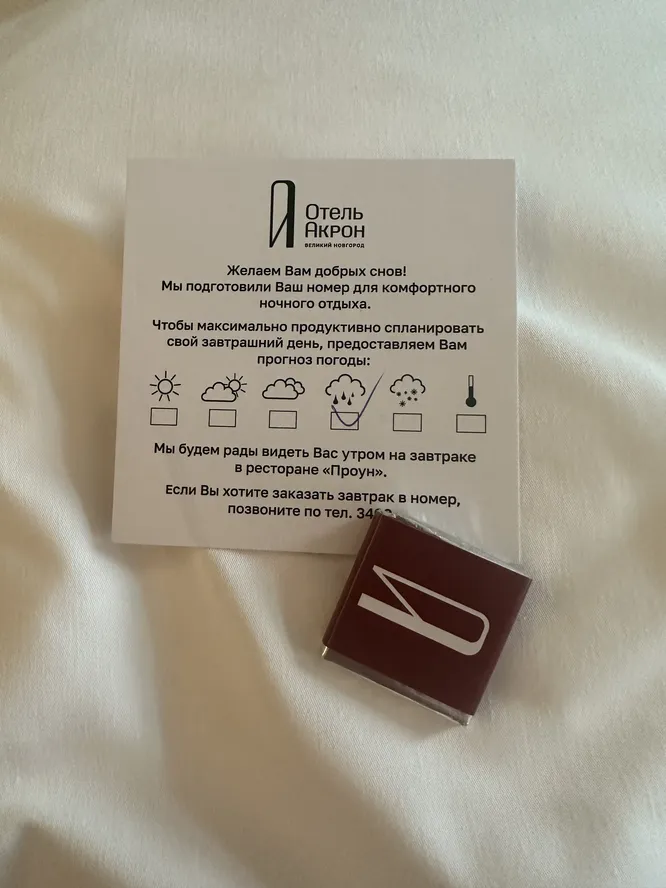 Отель
Акрон
ВЕЛИКИЙ НОВГОРОД
Желаем Вам добрых снов!
Мы подготовили Ваш номер для комфортного
ночного отдыха.
Чтобы максимально продуктивно спланировать
свой завтрашний день, предоставляем Вам
прогноз погоды:
Мы будем рады видеть Вас утром на завтраке
в ресторане «Проун».
Если Вы хотите заказать завтрак в номер,
позвоните по тел.